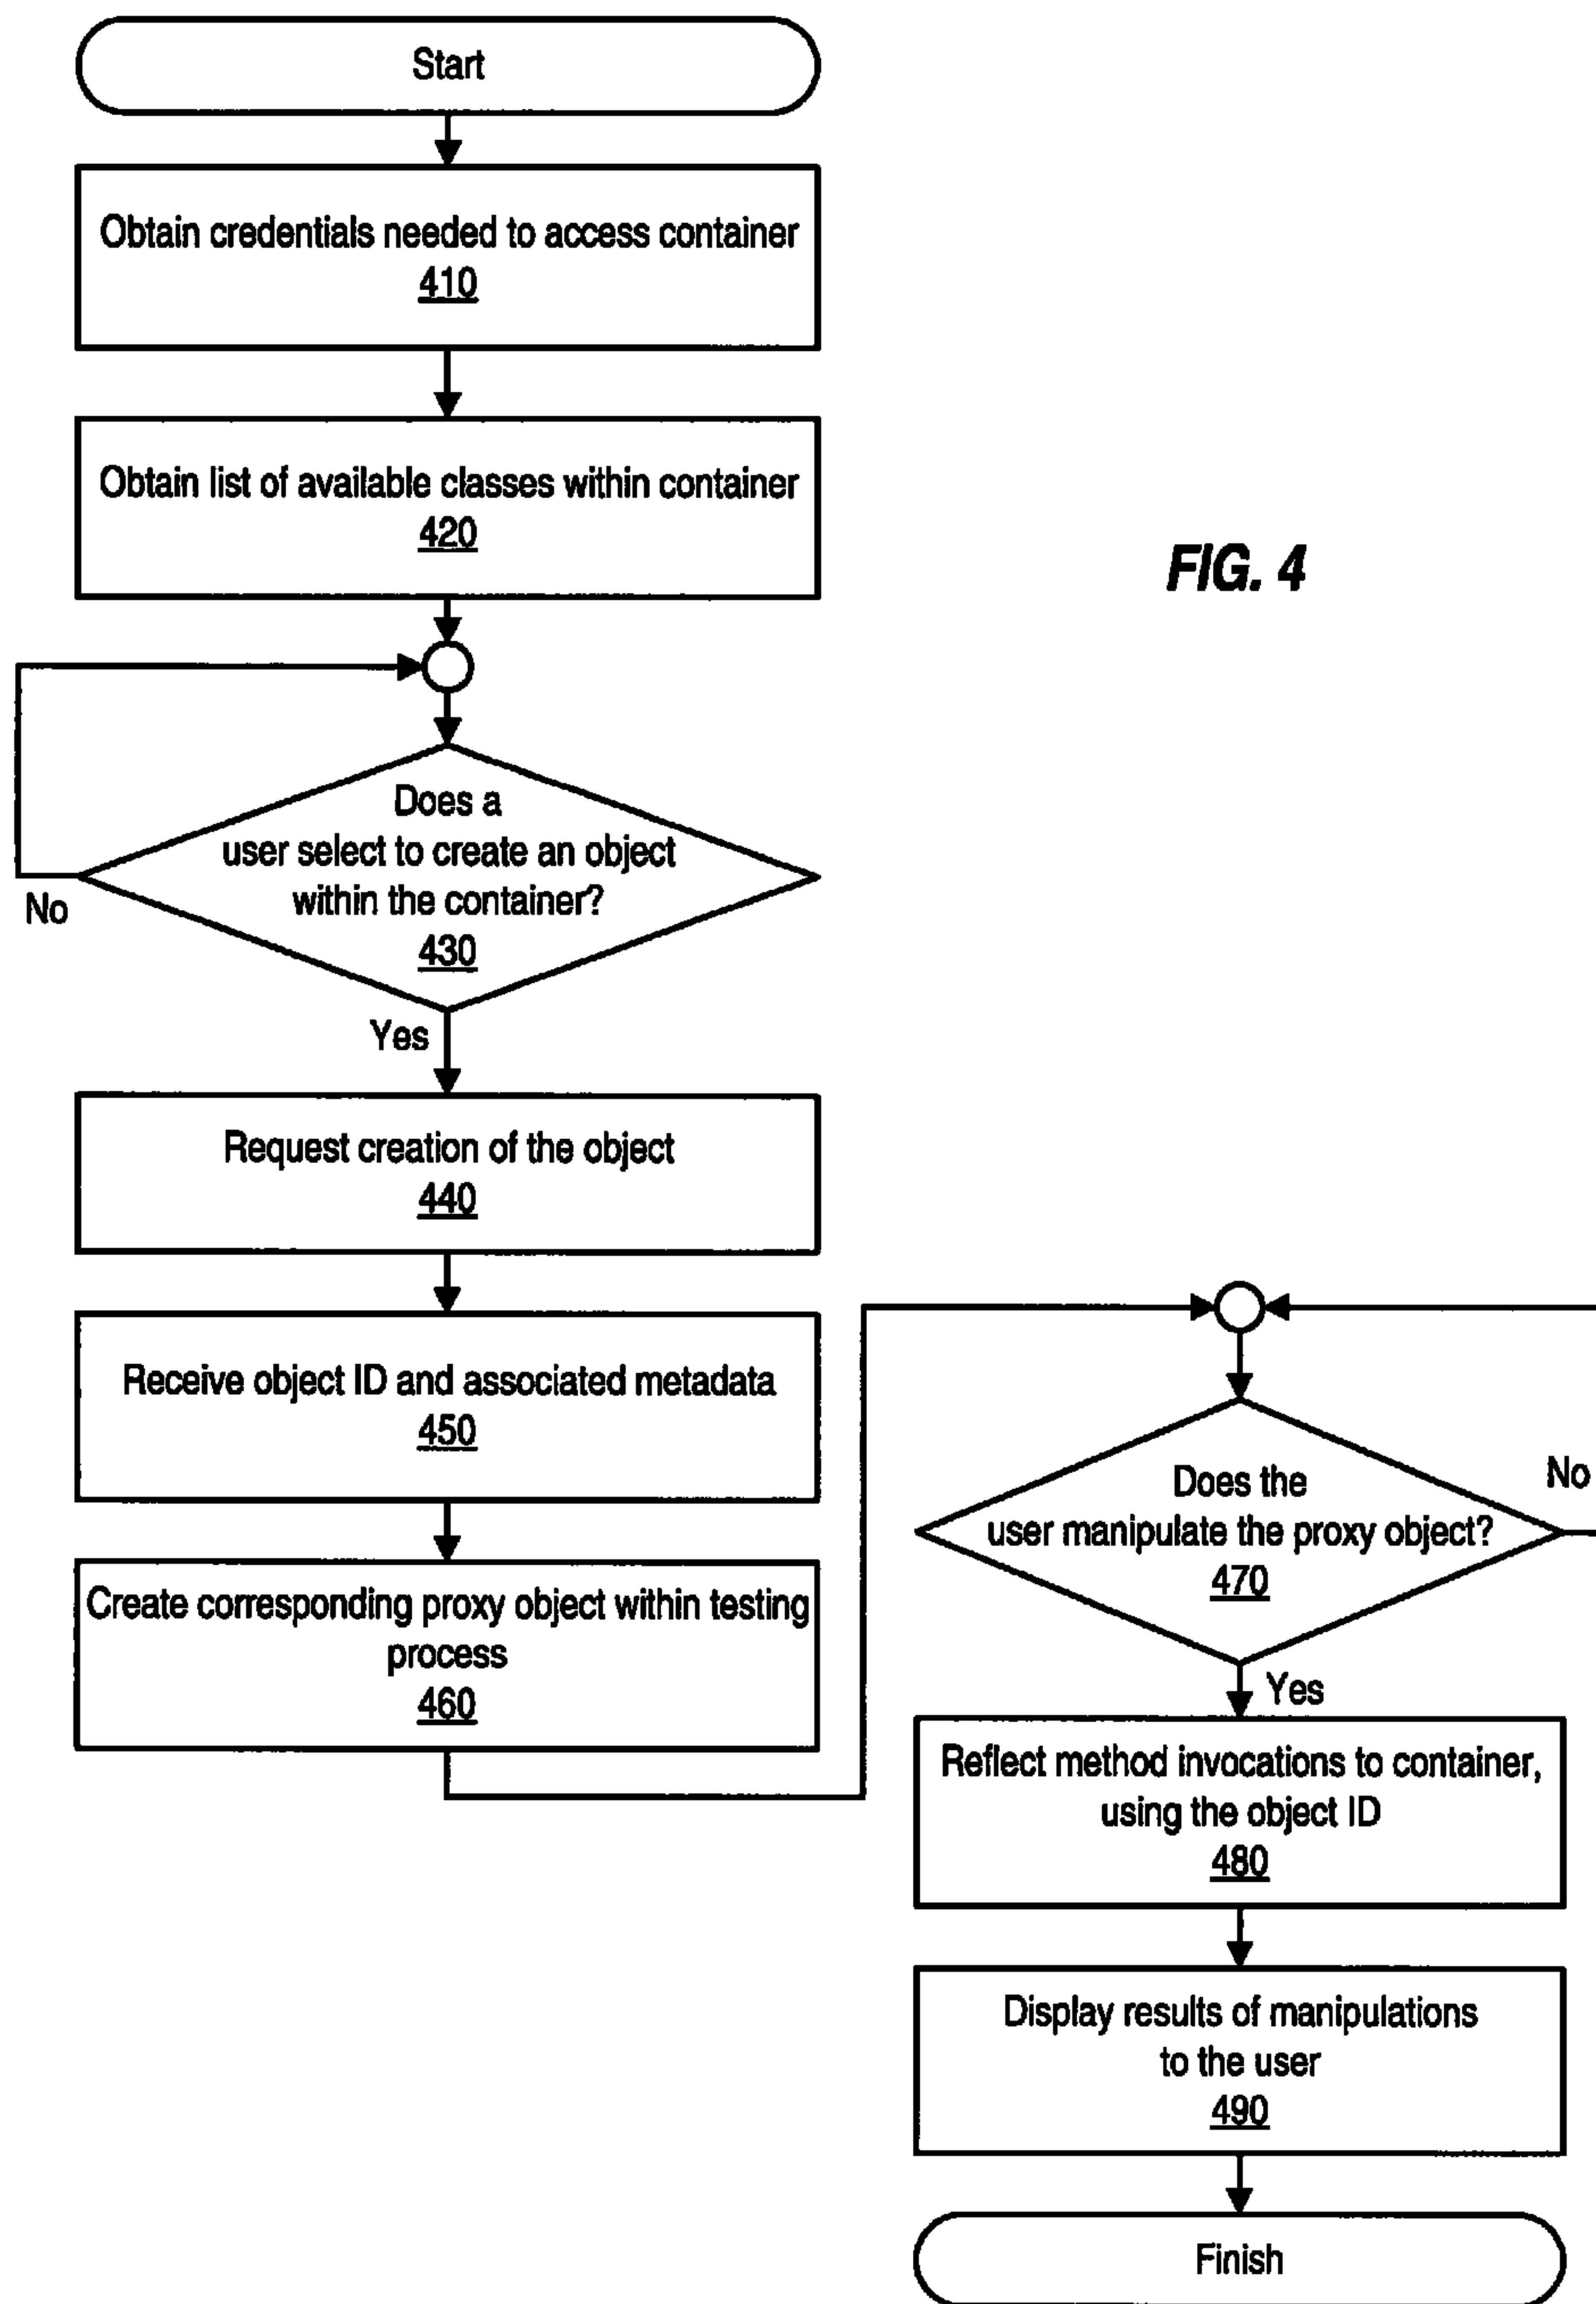 Start
Obtain credentials needed to access container
410
Obtain list of available classes within container
420
FIG. 4
Does a
user select to create an object
within the container?
430
No
Yes
Request creation of the object
440
Receive object ID and associated metadata
450
Create corresponding proxy object within testing
process
460
Does the
user manipulate the proxy object?
470
No
Yes
Reflect method invocations to container,
using the object ID
480
Display results of manipulations
to the user
490
Finish